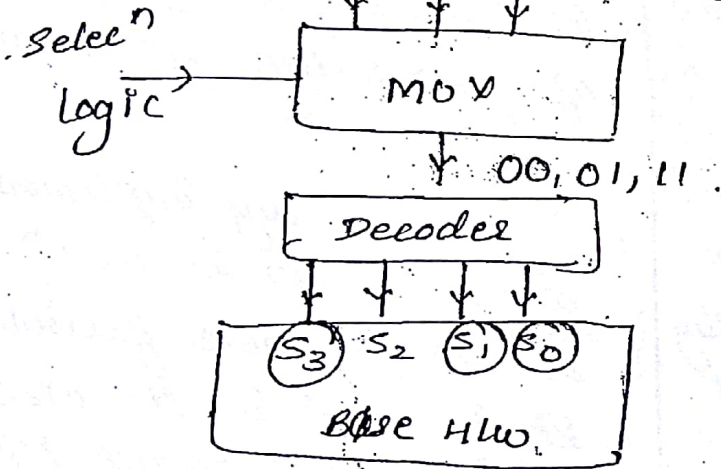 Selecⁿ
Logic
MUX
00, 01, 11
Decoder
S3 S2 S1 S0
Base H/w.